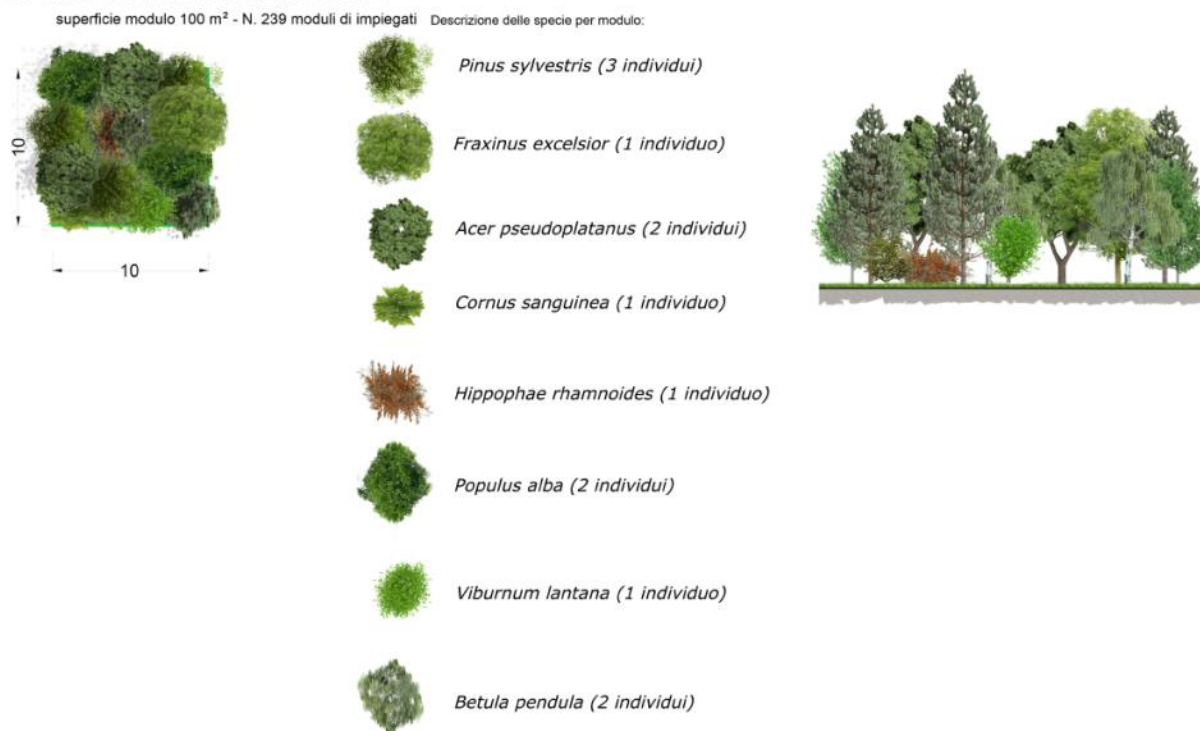 superficie modulo 100 m² - N. 239 moduli di impiegati Descrizione delle specie per modulo:
10
10
Pinus sylvestris (3 individui)
Fraxinus excelsior (1 individuo)
Acer pseudoplatanus (2 individui)
Cornus sanguinea (1 individuo)
Hippophae rhamnoides (1 individuo)
Populus alba (2 individui)
Viburnum lantana (1 individuo)
Betula pendula (2 individui)